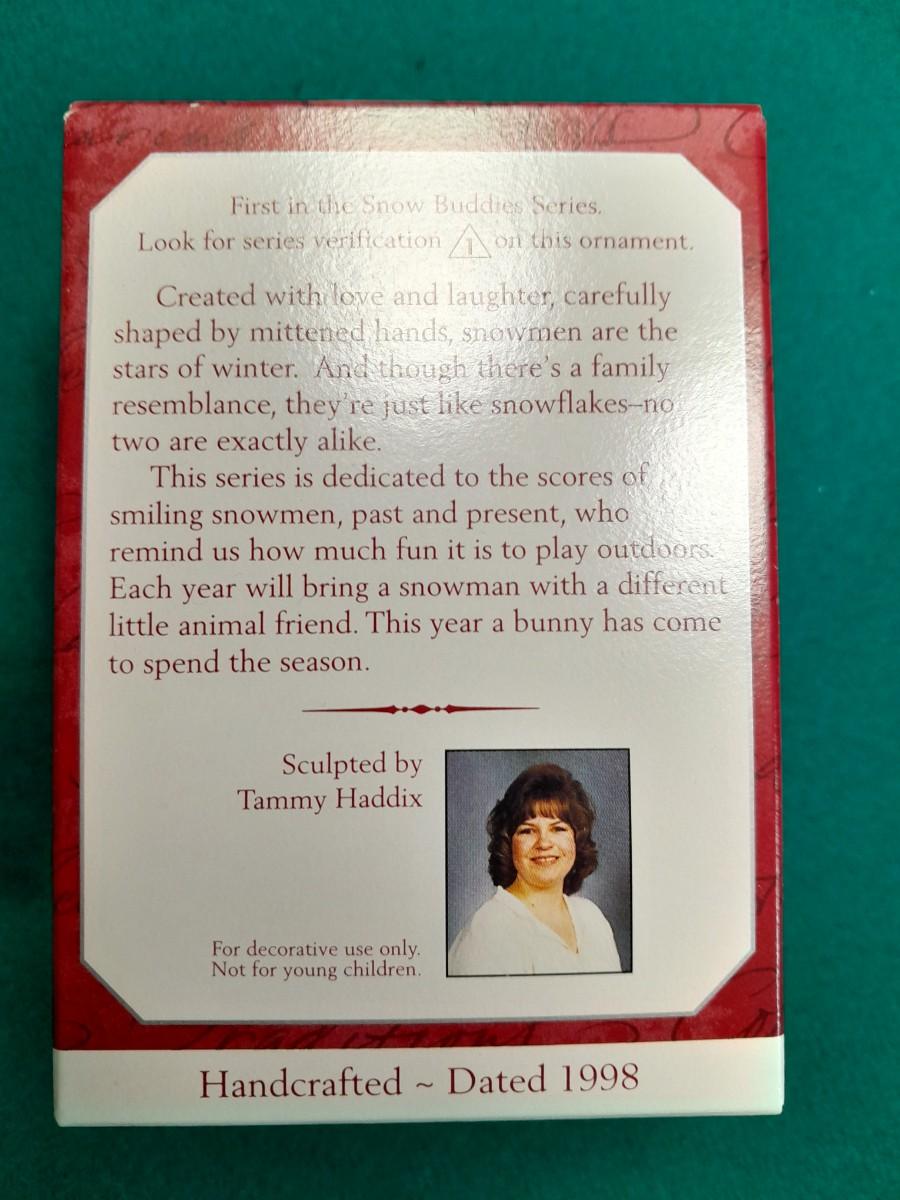 First in the Snow Buddies Series.
Look for series verification 1 on this ornament.
Created with love and laughter, carefully
shaped by mittened hands, snowmen are the
stars of winter. And though there's a family
resemblance, they're just like snowflakes–no
two are exactly alike.
This series is dedicated to the scores of
smiling snowmen, past and present, who
remind us how much fun it is to play outdoors.
Each year will bring a snowman with a different
little animal friend. This year a bunny has come
to spend the season.
Sculpted by
Tammy Haddix
For decorative use only.
Not for young children.
Handcrafted ~ Dated 1998